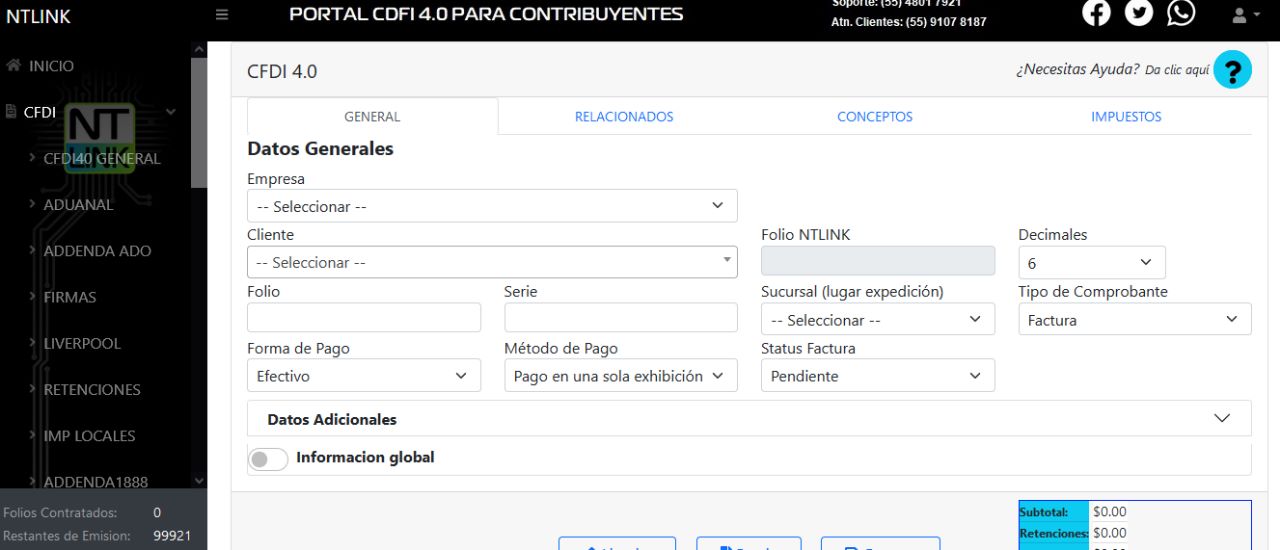 NTLINK
PORTAL CDFI 4.0 PARA CONTRIBUYENTES
Soporte: (55) 4801 7921
Atn. Clientes: (55) 9107 8187
INICIO
CFDI
NT
LINK
CFDI40 GENERAL
ADUANAL
ADDENDA ADO
FIRMAS
LIVERPOOL
RETENCIONES
IMP LOCALES
ADDENDA1888
Folios Contratados: 0
Restantes de Emision: 99921
CFDI 4.0
¿Necesitas Ayuda? Da clic aquí ?
GENERAL RELACIONADOS CONCEPTOS IMPUESTOS
Datos Generales
Empresa
-- Seleccionar --
Cliente Folio NTLINK Decimales
-- Seleccionar -- 6
Folio Serie Sucursal (lugar expedición) Tipo de Comprobante
-- Seleccionar -- Factura
Forma de Pago Método de Pago Status Factura
Efectivo Pago en una sola exhibición Pendiente
Datos Adicionales
Informacion global
Subtotal: $0.00
Retenciones: $0.00